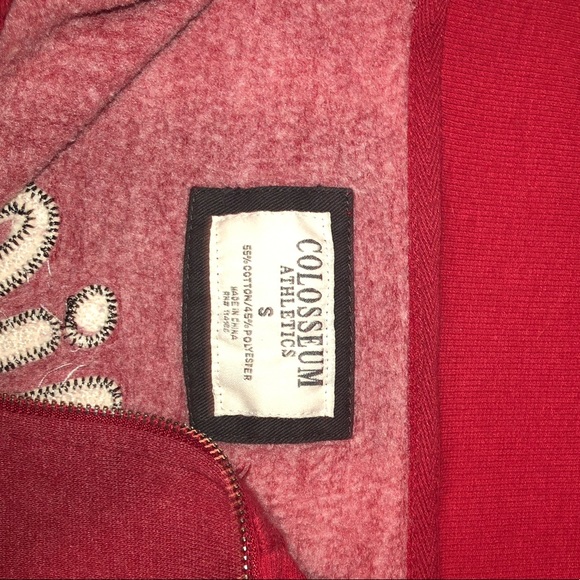 COLOSSEUM
ATHLETICS
S
55% COTTON/45% POLYESTER
MADE IN CHINA